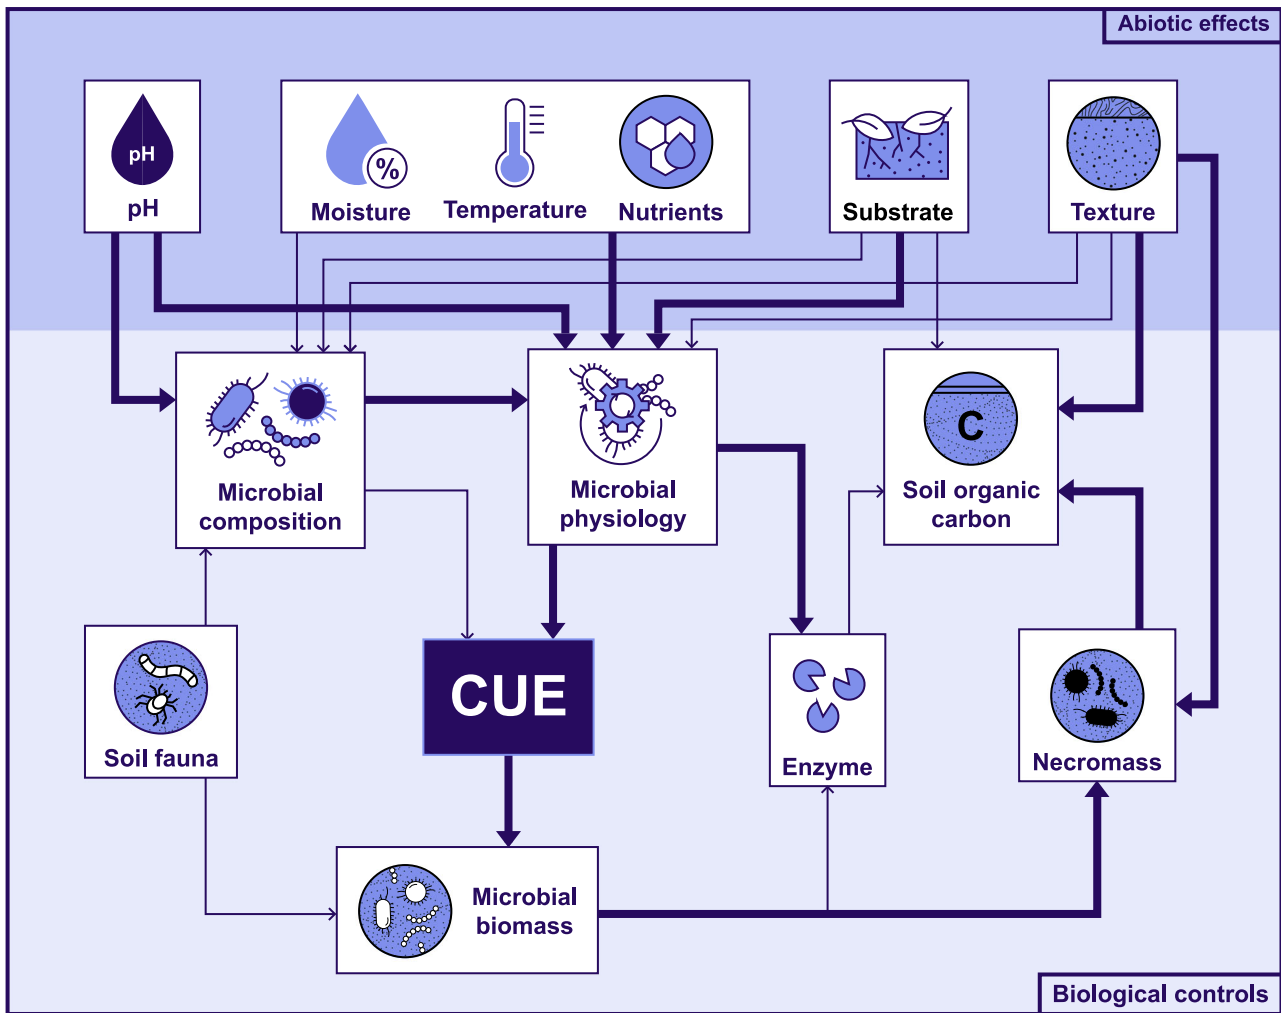 Abiotic effects
pH
pH
%
Moisture
Temperature
Nutrients
Substrate
Texture
Microbial
composition
Microbial
physiology
C
Soil organic
carbon
Soil fauna
CUE
Enzyme
Necromass
Microbial
biomass
Biological controls